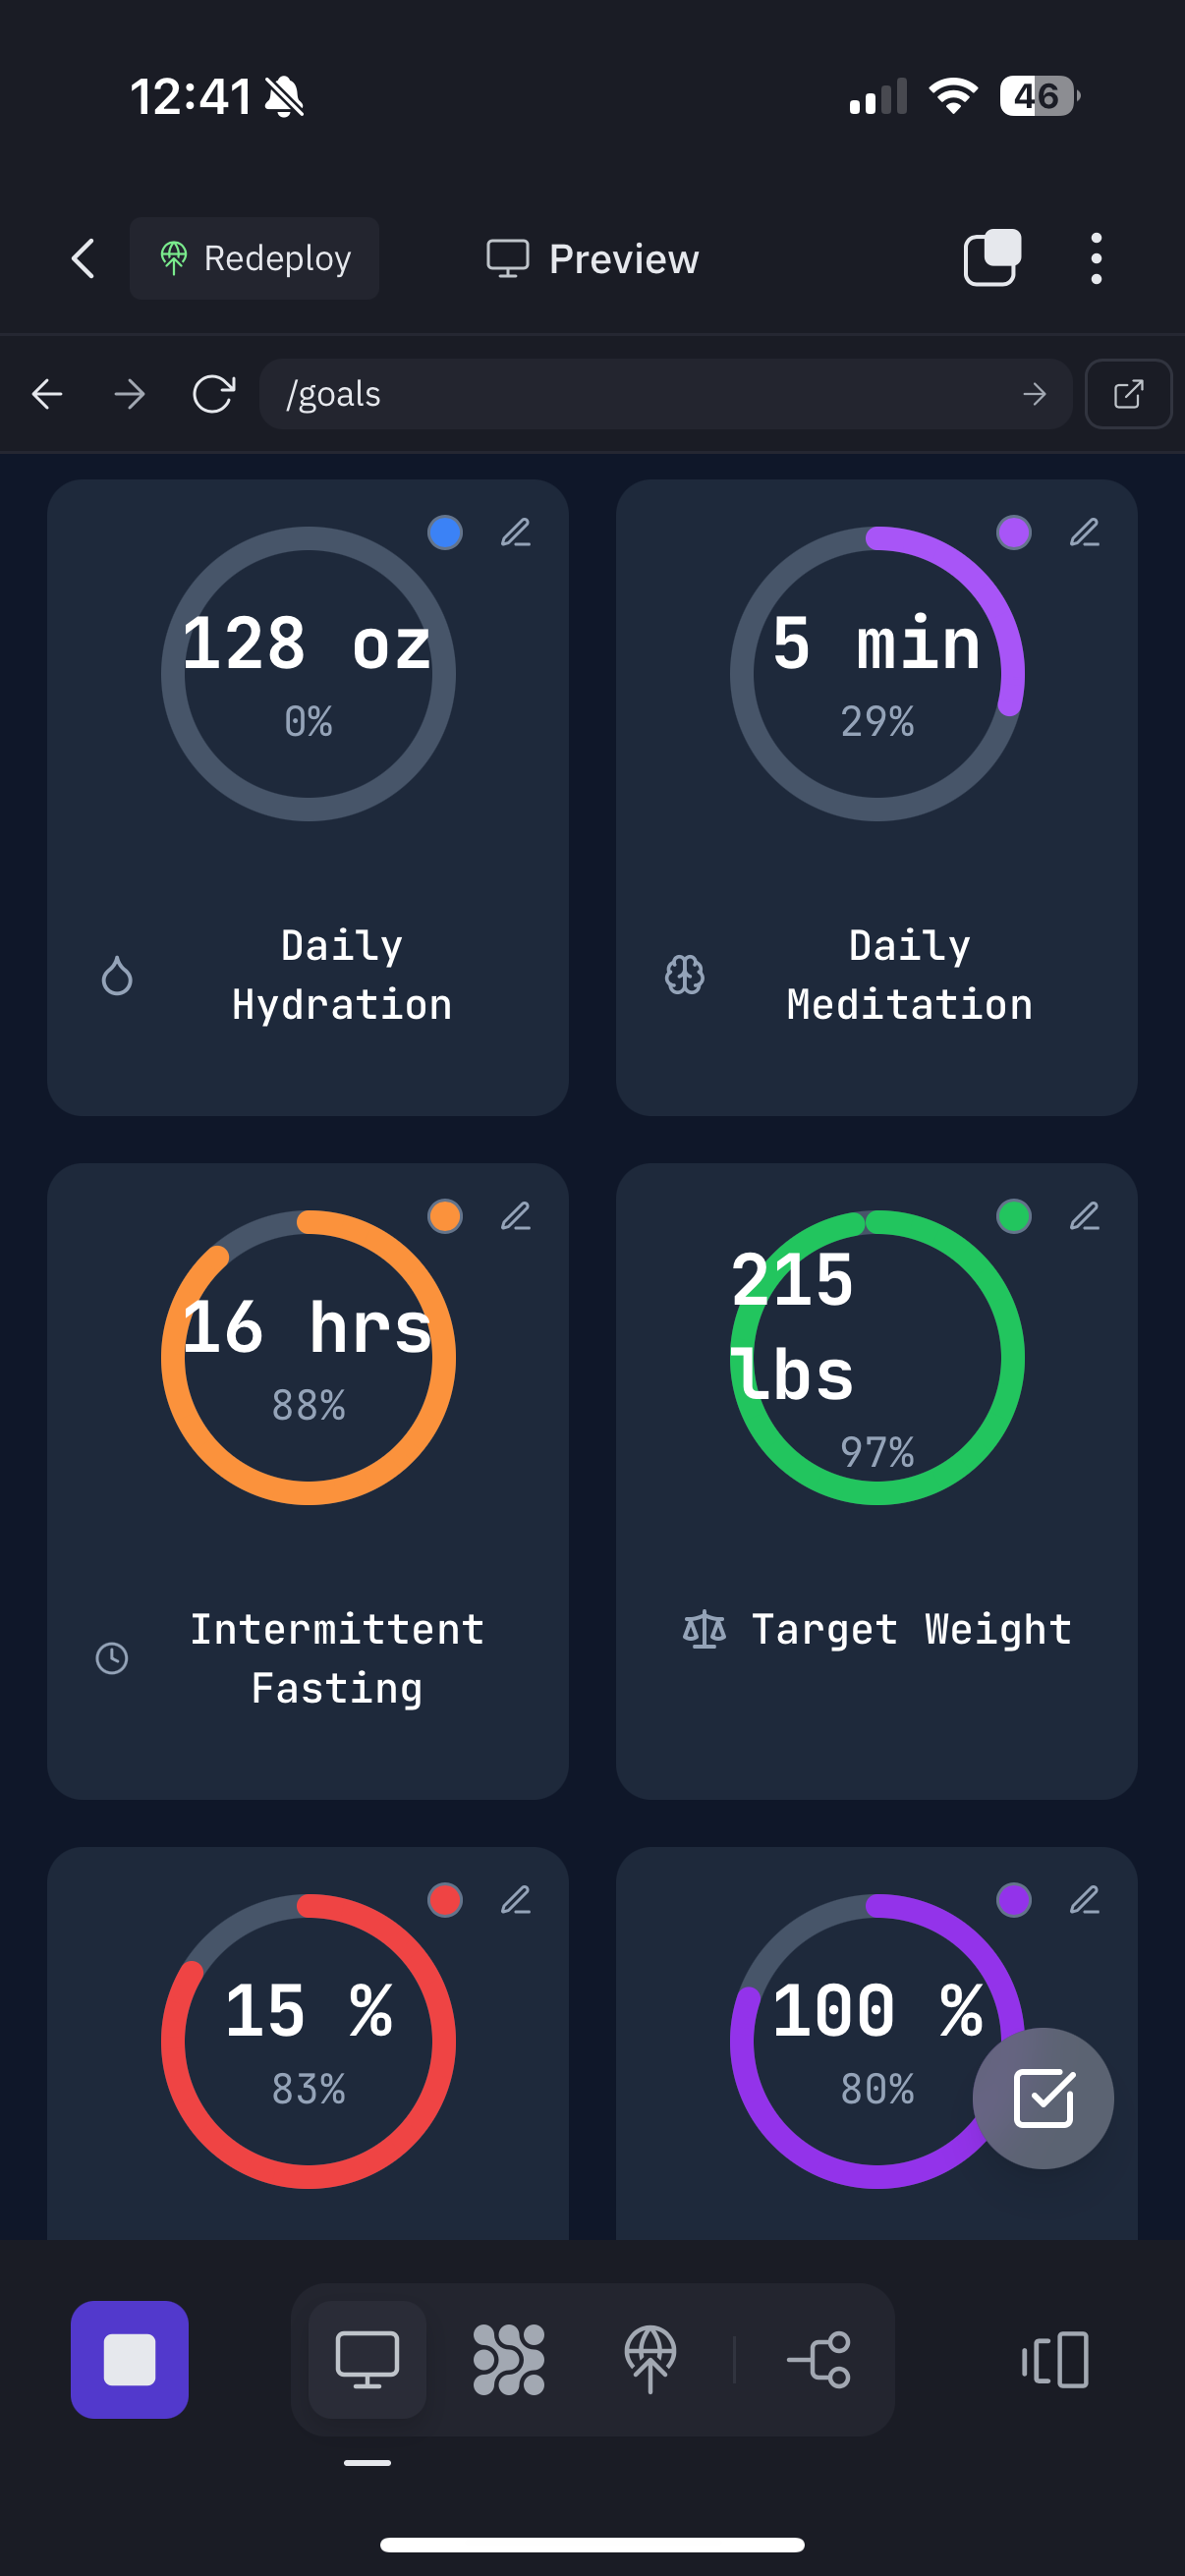 12:41
46
Redeploy
Preview
/goals
128 oz
0%
Daily
Hydration
5 min
29%
Daily
Meditation
16 hrs
88%
Intermittent
Fasting
215
lbs
97%
Target Weight
15 %
83%
100 %
80%